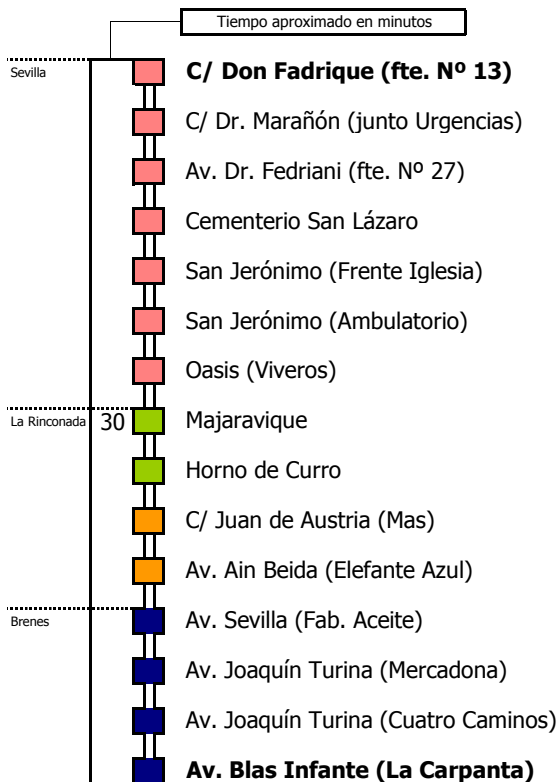 Tiempo aproximado en minutos
Sevilla
C/ Don Fadrique (fte. Nº 13)
C/ Dr. Marañón (junto Urgencias)
Av. Dr. Fedriani (fte. Nº 27)
Cementerio San Lázaro
San Jerónimo (Frente Iglesia)
San Jerónimo (Ambulatorio)
Oasis (Viveros)
La Rinconada 30 Majaravique
Horno de Curro
C/ Juan de Austria (Mas)
Av. Ain Beida (Elefante Azul)
Brenes
Av. Sevilla (Fab. Aceite)
Av. Joaquín Turina (Mercadona)
Av. Joaquín Turina (Cuatro Caminos)
Av. Blas Infante (La Carpanta)